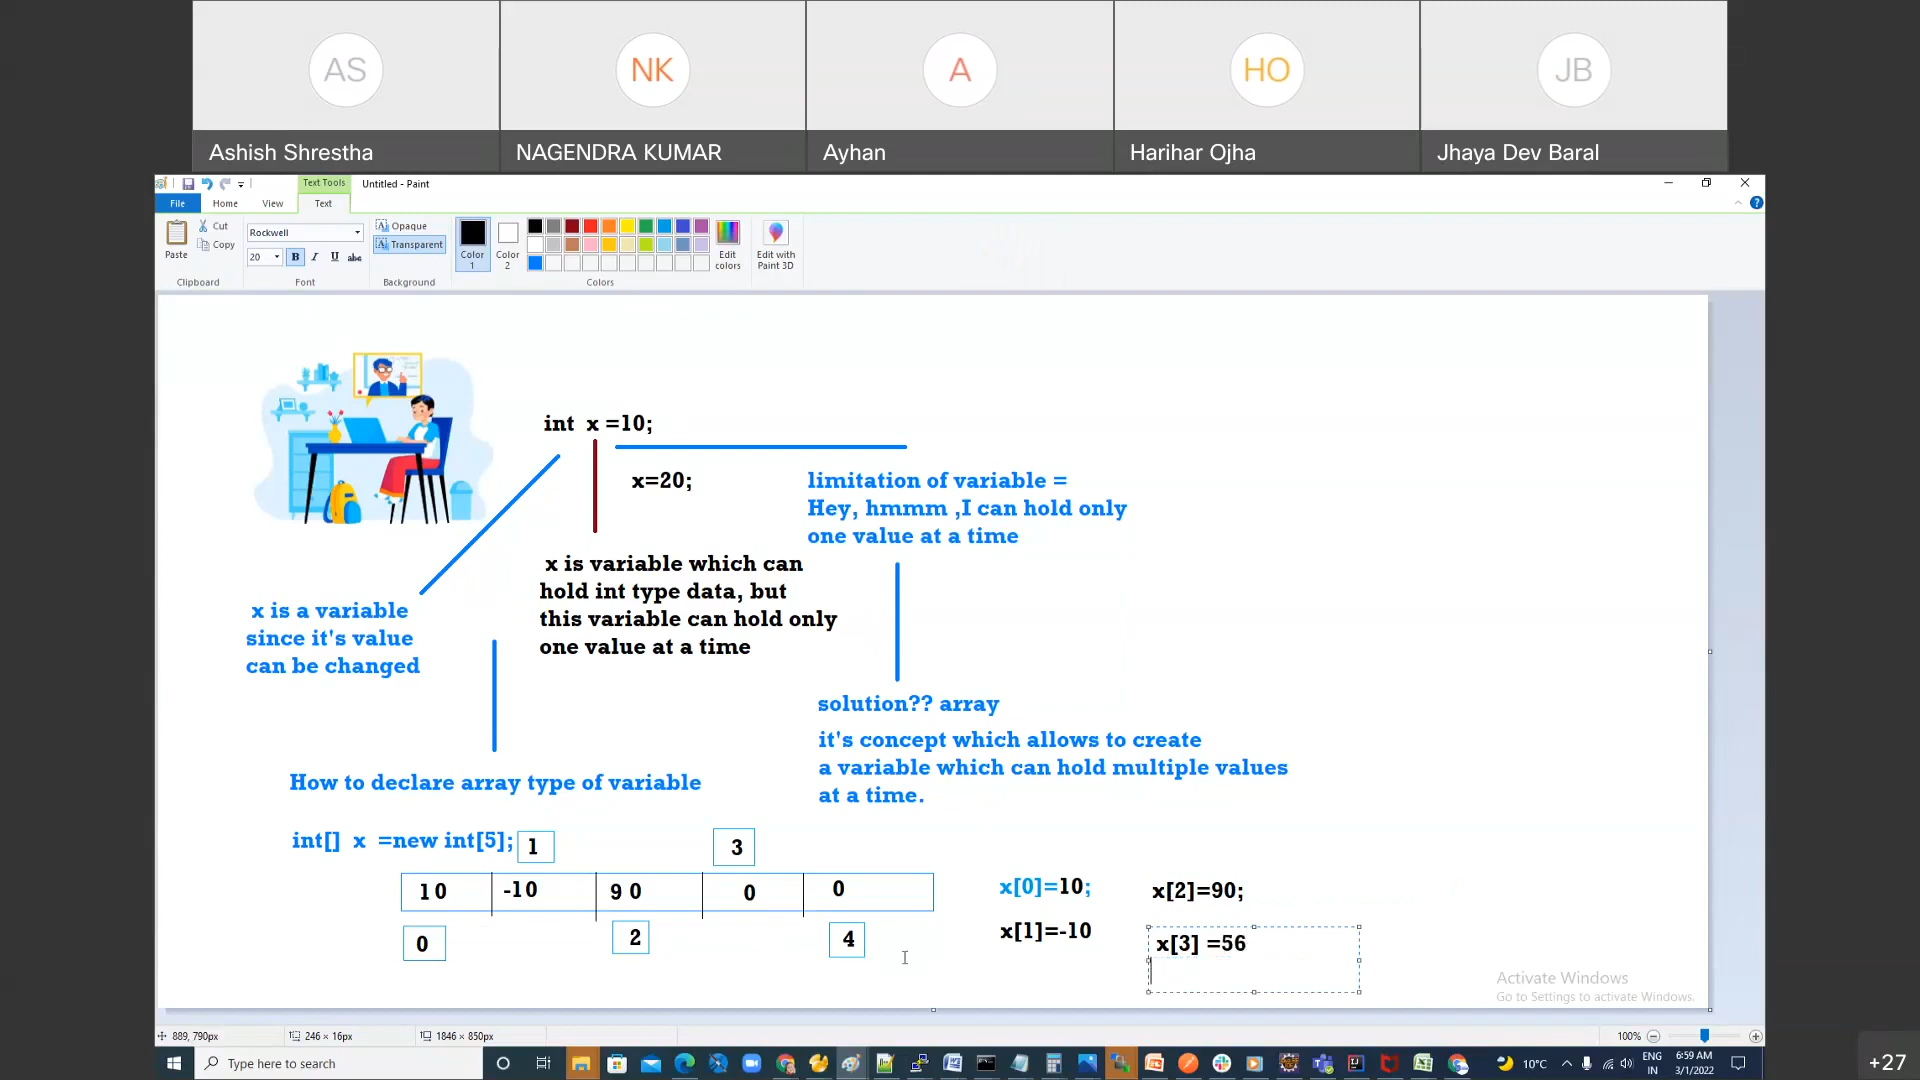 AS
NK
A
HO
JB
Ashish Shrestha
NAGENDRA KUMAR
Ayhan
Harihar Ojha
Jhaya Dev Baral
Text Tools
Untitled - Paint
File
Home
View
Text
Paste
Cut
Copy
Clipboard
Rockwell
20
B I U abc
Font
Opaque
Transparent
Background
Color 1
Color 2
Edit colors
Edit with Paint 3D
Colors
int x =10;
x=20;
limitation of variable =
Hey, hmmm ,I can hold only
one value at a time
x is variable which can
hold int type data, but
this variable can hold only
one value at a time
x is a variable
since it's value
can be changed
solution?? array
it's concept which allows to create
a variable which can hold multiple values
at a time.
How to declare array type of variable
int[] x =new int[5];
1
3
10
-10
90
0
0
0
2
4
x[0]=10;
x[2]=90;
x[1]=-10
x[3] =56
Activate Windows
Go to Settings to activate Windows.
889, 790px
246 × 16px
1846 × 850px
100%
Type here to search
10°C
ENG
IN
6:59 AM
3/1/2022
+27